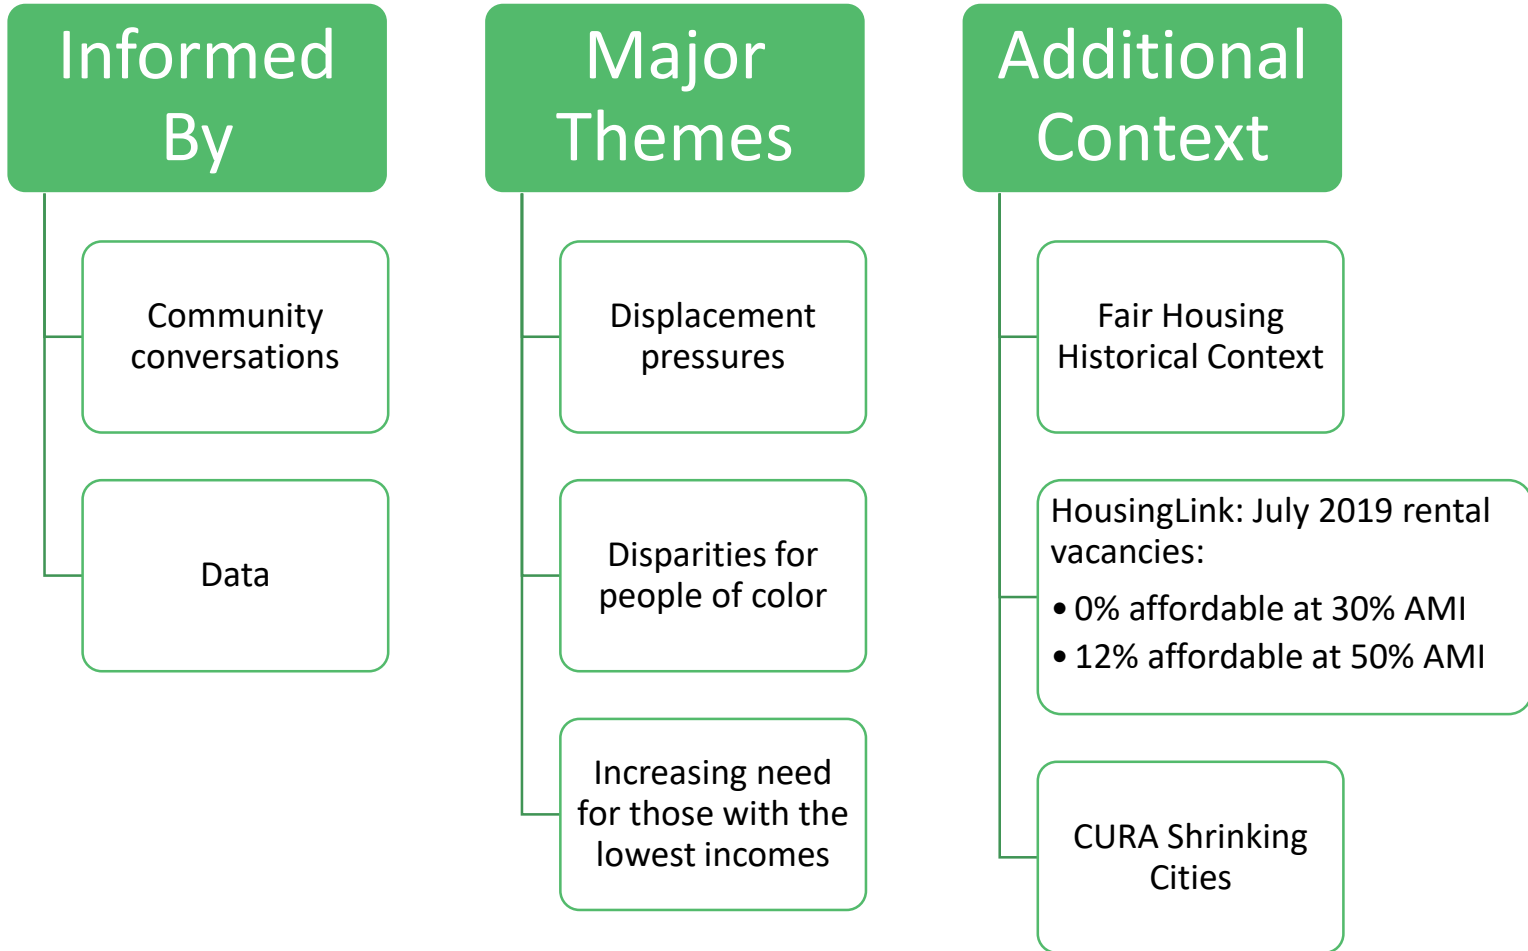 Informed
By
Community
conversations
Data
Major
Themes
Displacement
pressures
Disparities for
people of color
Increasing need
for those with the
lowest incomes
Additional
Context
Fair Housing
Historical Context
HousingLink: July 2019 rental
vacancies:
• 0% affordable at 30% AMI
• 12% affordable at 50% AMI
CURA Shrinking
Cities